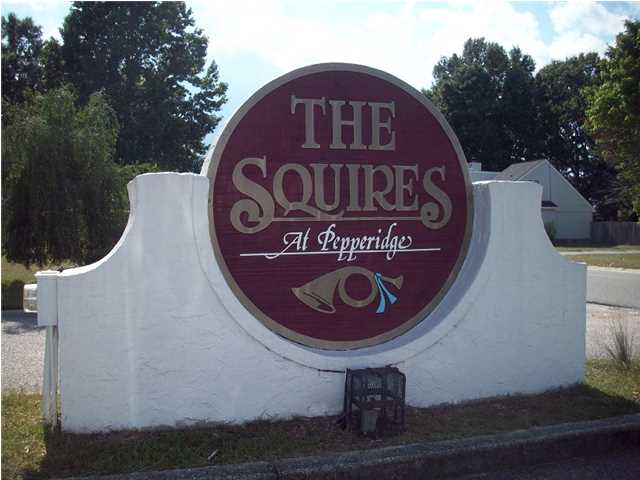 THE
SQUIRES
At Pepperidge